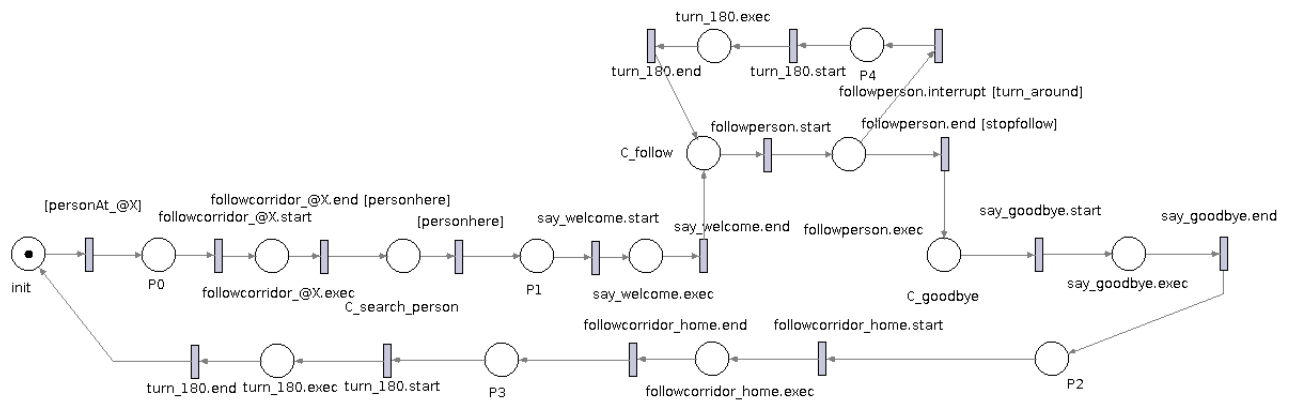 turn_180.exec
turn_180.end
turn_180.start
P4
followperson.interrupt [turn_around]
followperson.start
followperson.end [stopfollow]
C_follow
followcorridor_@X.end [personhere]
[personAt_@X]
followcorridor_@X.start
[personhere]
say_welcome.start
say_welcome.end
followperson.exec
say_goodbye.start
say_goodbye.end
init
P0
followcorridor_@X.exec
C_search_person
P1
say_welcome.exec
C_goodbye
say_goodbye.exec
followcorridor_home.end
followcorridor_home.start
turn_180.end
turn_180.exec
turn_180.start
P3
followcorridor_home.exec
P2